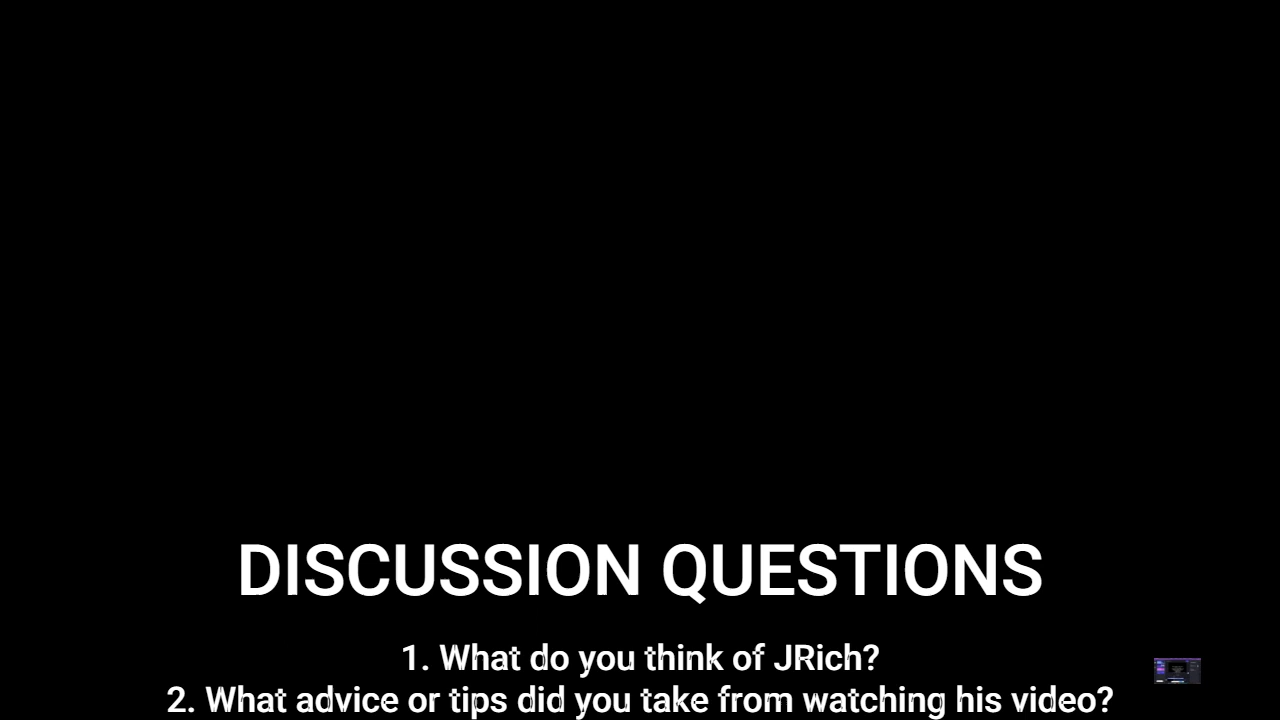 DISCUSSION QUESTIONS
1. What do you think of JRich?
2. What advice or tips did you take from watching his video?